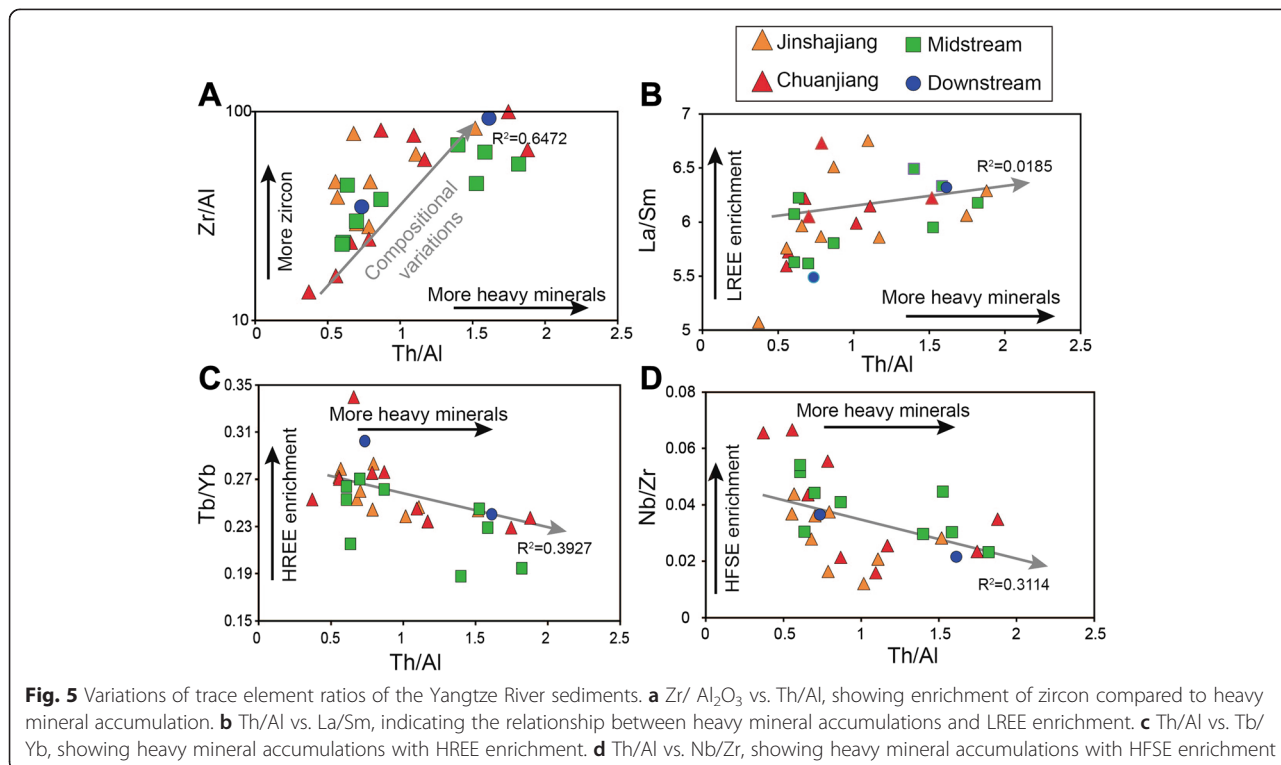 Jinshajiang
Midstream
Chuanjiang
Downstream
A
100
Zr/Al
More zircon
10
R²=0.6472
Compositional
variations
More heavy minerals
0 0.5 1 1.5 2 2.5
Th/Al
B
7
6.5
6
5.5
5
La/Sm
LREE enrichment
R²=0.0185
More heavy minerals
0 0.5 1 1.5 2 2.5
Th/Al
C
0.35
0.31
0.27
0.23
0.19
0.15
Tb/Yb
HREE enrichment
More heavy minerals
R²=0.3927
0 0.5 1 1.5 2 2.5
Th/Al
D
0.08
0.06
0.04
0.02
0
Nb/Zr
HFSE enrichment
More heavy minerals
R²=0.3114
0 0.5 1 1.5 2 2.5
Th/Al
Fig. 5 Variations of trace element ratios of the Yangtze River sediments. a Zr/ Al₂O₃ vs. Th/Al, showing enrichment of zircon compared to heavy
mineral accumulation. b Th/Al vs. La/Sm, indicating the relationship between heavy mineral accumulations and LREE enrichment. c Th/Al vs. Tb/
Yb, showing heavy mineral accumulations with HREE enrichment. d Th/Al vs. Nb/Zr, showing heavy mineral accumulations with HFSE enrichment